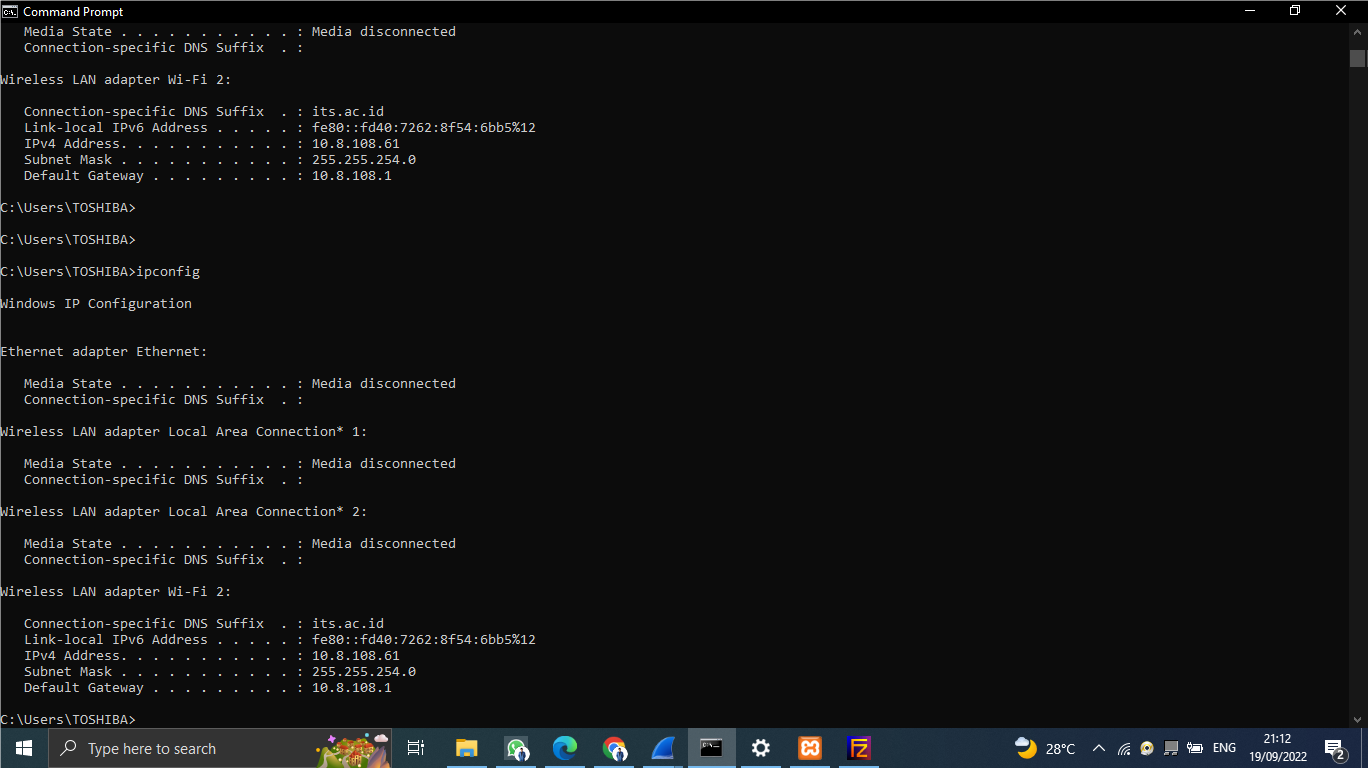 Command Prompt
Media State . . . . . . . . . . . : Media disconnected
Connection-specific DNS Suffix  . :
Wireless LAN adapter Wi-Fi 2:
Connection-specific DNS Suffix  . : its.ac.id
Link-local IPv6 Address . . . . . : fe80::fd40:7262:8f54:6bb5%12
IPv4 Address. . . . . . . . . . . : 10.8.108.61
Subnet Mask . . . . . . . . . . . : 255.255.254.0
Default Gateway . . . . . . . . . : 10.8.108.1
C:\Users\TOSHIBA>
C:\Users\TOSHIBA>
C:\Users\TOSHIBA>ipconfig
Windows IP Configuration
Ethernet adapter Ethernet:
Media State . . . . . . . . . . . : Media disconnected
Connection-specific DNS Suffix  . :
Wireless LAN adapter Local Area Connection* 1:
Media State . . . . . . . . . . . : Media disconnected
Connection-specific DNS Suffix  . :
Wireless LAN adapter Local Area Connection* 2:
Media State . . . . . . . . . . . : Media disconnected
Connection-specific DNS Suffix  . :
Wireless LAN adapter Wi-Fi 2:
Connection-specific DNS Suffix  . : its.ac.id
Link-local IPv6 Address . . . . . : fe80::fd40:7262:8f54:6bb5%12
IPv4 Address. . . . . . . . . . . : 10.8.108.61
Subnet Mask . . . . . . . . . . . : 255.255.254.0
Default Gateway . . . . . . . . . : 10.8.108.1
C:\Users\TOSHIBA>
Type here to search
28°C
ENG
21:12
19/09/2022
2